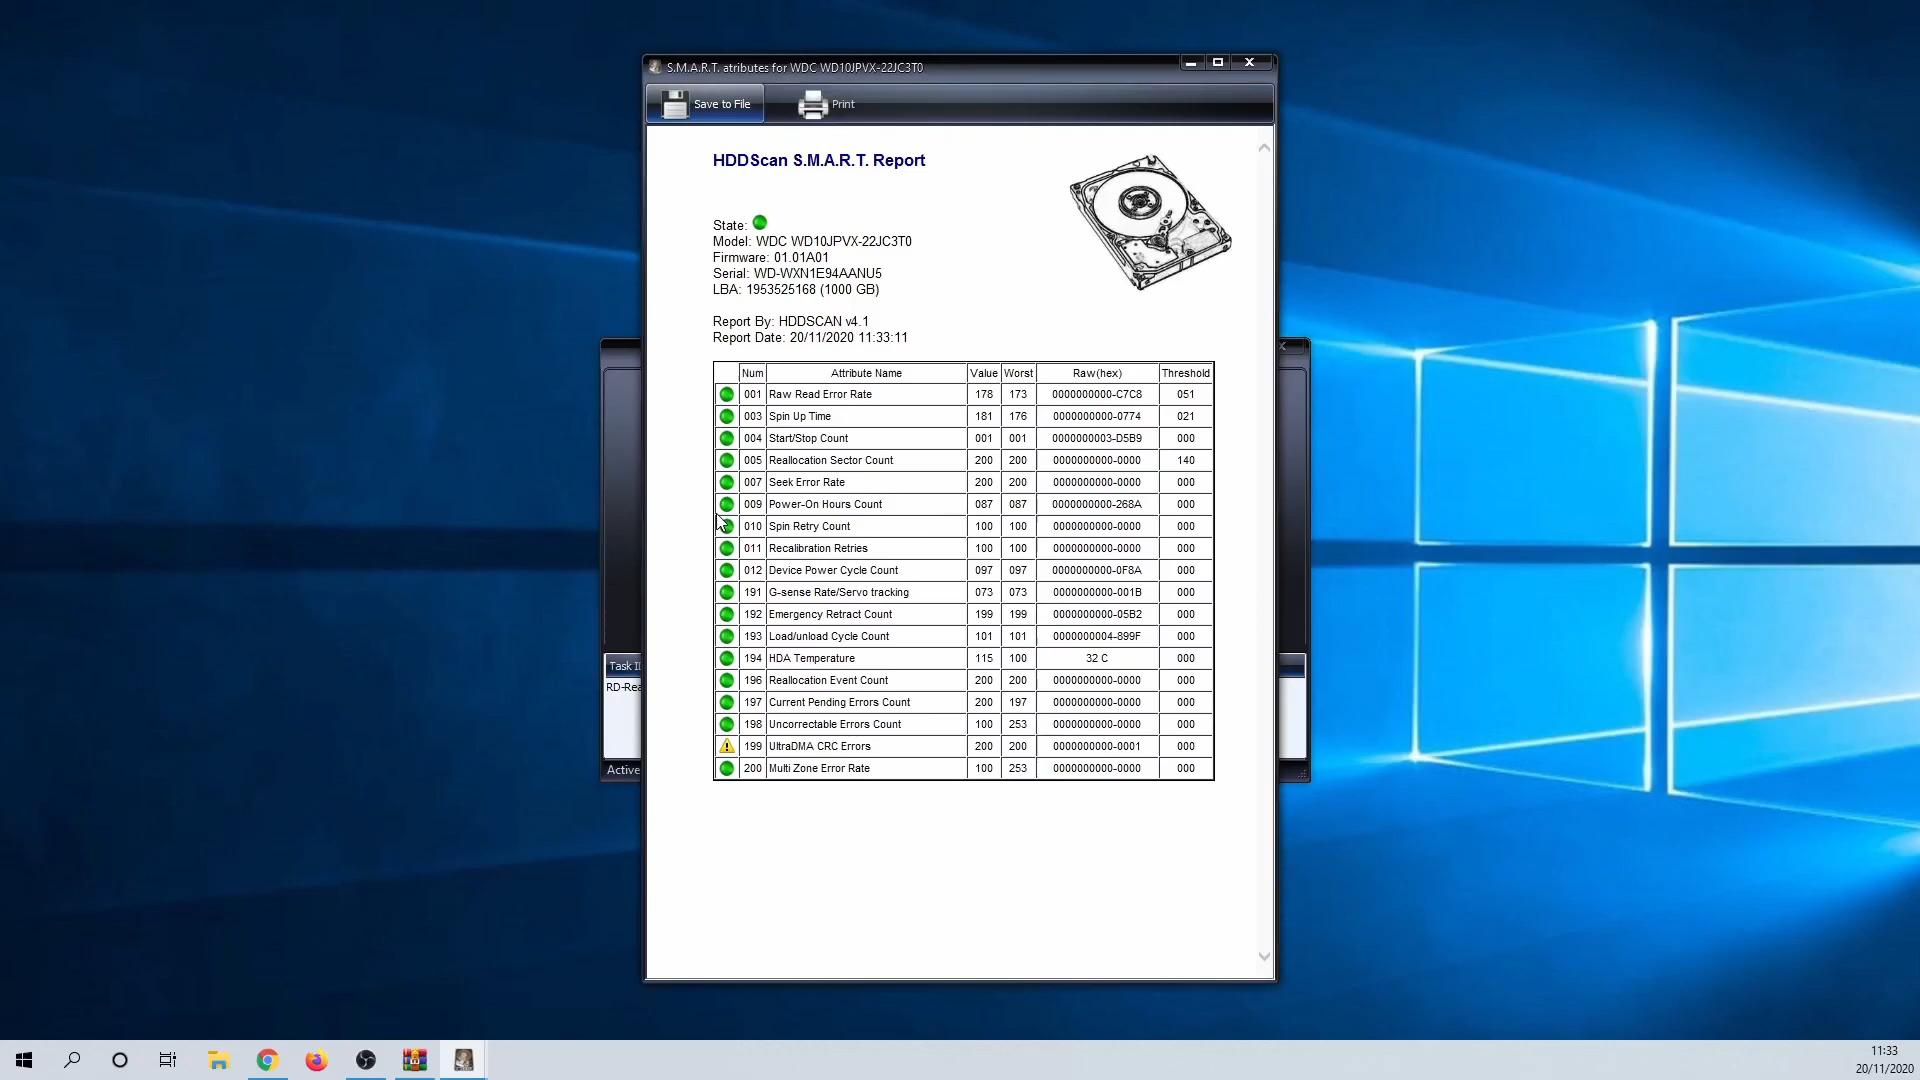 S.M.A.R.T. atributes for WDC WD10JPVX-22JC3T0
Save to File
Print
HDDScan S.M.A.R.T. Report
State:
Model: WDC WD10JPVX-22JC3T0
Firmware: 01.01A01
Serial: WD-WXN1E94AANU5
LBA: 1953525168 (1000 GB)
Report By: HDDSCAN v4.1
Report Date: 20/11/2020 11:33:11
Num Attribute Name Value Worst Raw(hex) Threshold
001 Raw Read Error Rate 178 173 0000000000-C7C8 051
003 Spin Up Time 181 176 0000000000-0774 021
004 Start/Stop Count 001 001 0000000003-D5B9 000
005 Reallocation Sector Count 200 200 0000000000-0000 140
007 Seek Error Rate 200 200 0000000000-0000 000
009 Power-On Hours Count 087 087 0000000000-268A 000
010 Spin Retry Count 100 100 0000000000-0000 000
011 Recalibration Retries 100 100 0000000000-0000 000
012 Device Power Cycle Count 097 097 0000000000-0F8A 000
191 G-sense Rate/Servo tracking 073 073 0000000000-001B 000
192 Emergency Retract Count 199 199 0000000000-05B2 000
193 Load/unload Cycle Count 101 101 0000000004-899F 000
194 HDA Temperature 115 100 32 C 000
196 Reallocation Event Count 200 200 0000000000-0000 000
197 Current Pending Errors Count 200 197 0000000000-0000 000
198 Uncorrectable Errors Count 100 253 0000000000-0000 000
199 UltraDMA CRC Errors 200 200 0000000000-0001 000
200 Multi Zone Error Rate 100 253 0000000000-0000 000
Task
RD-Rea
Active
11:33
20/11/2020